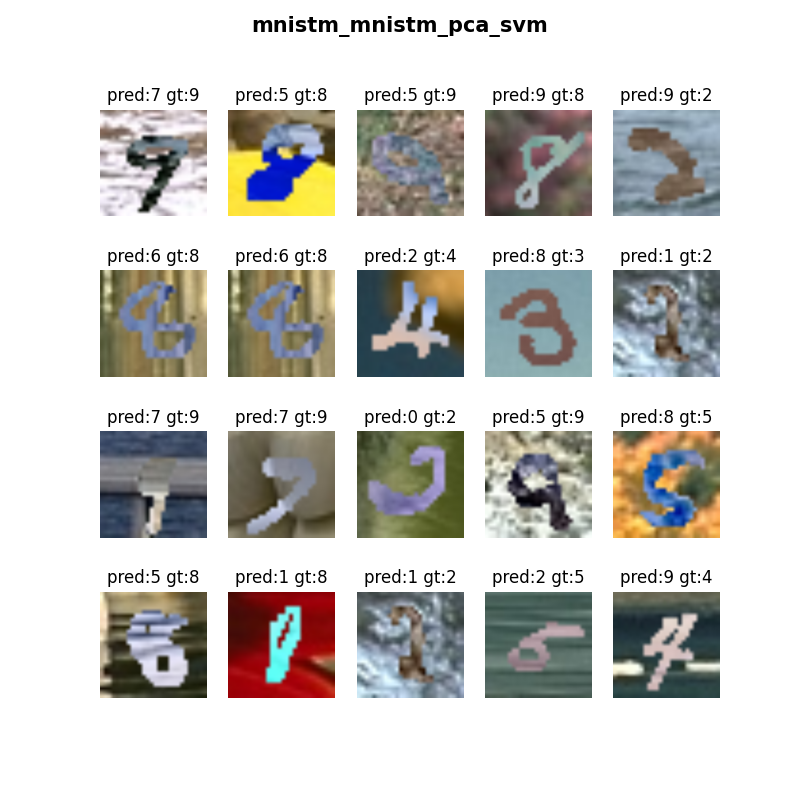 mnistm_mnistm_pca_svm
pred:7 gt:9 pred:5 gt:8 pred:5 gt:9 pred:9 gt:8 pred:9 gt:2
pred:6 gt:8 pred:6 gt:8 pred:2 gt:4 pred:8 gt:3 pred:1 gt:2
pred:7 gt:9 pred:7 gt:9 pred:0 gt:2 pred:5 gt:9 pred:8 gt:5
pred:5 gt:8 pred:1 gt:8 pred:1 gt:2 pred:2 gt:5 pred:9 gt:4